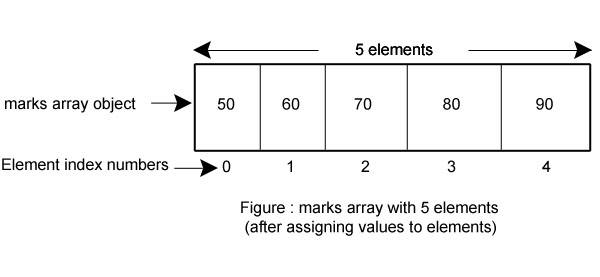 5 elements
marks array object 50 60 70 80 90
Element index numbers 0 1 2 3 4
Figure : marks array with 5 elements
(after assigning values to elements)